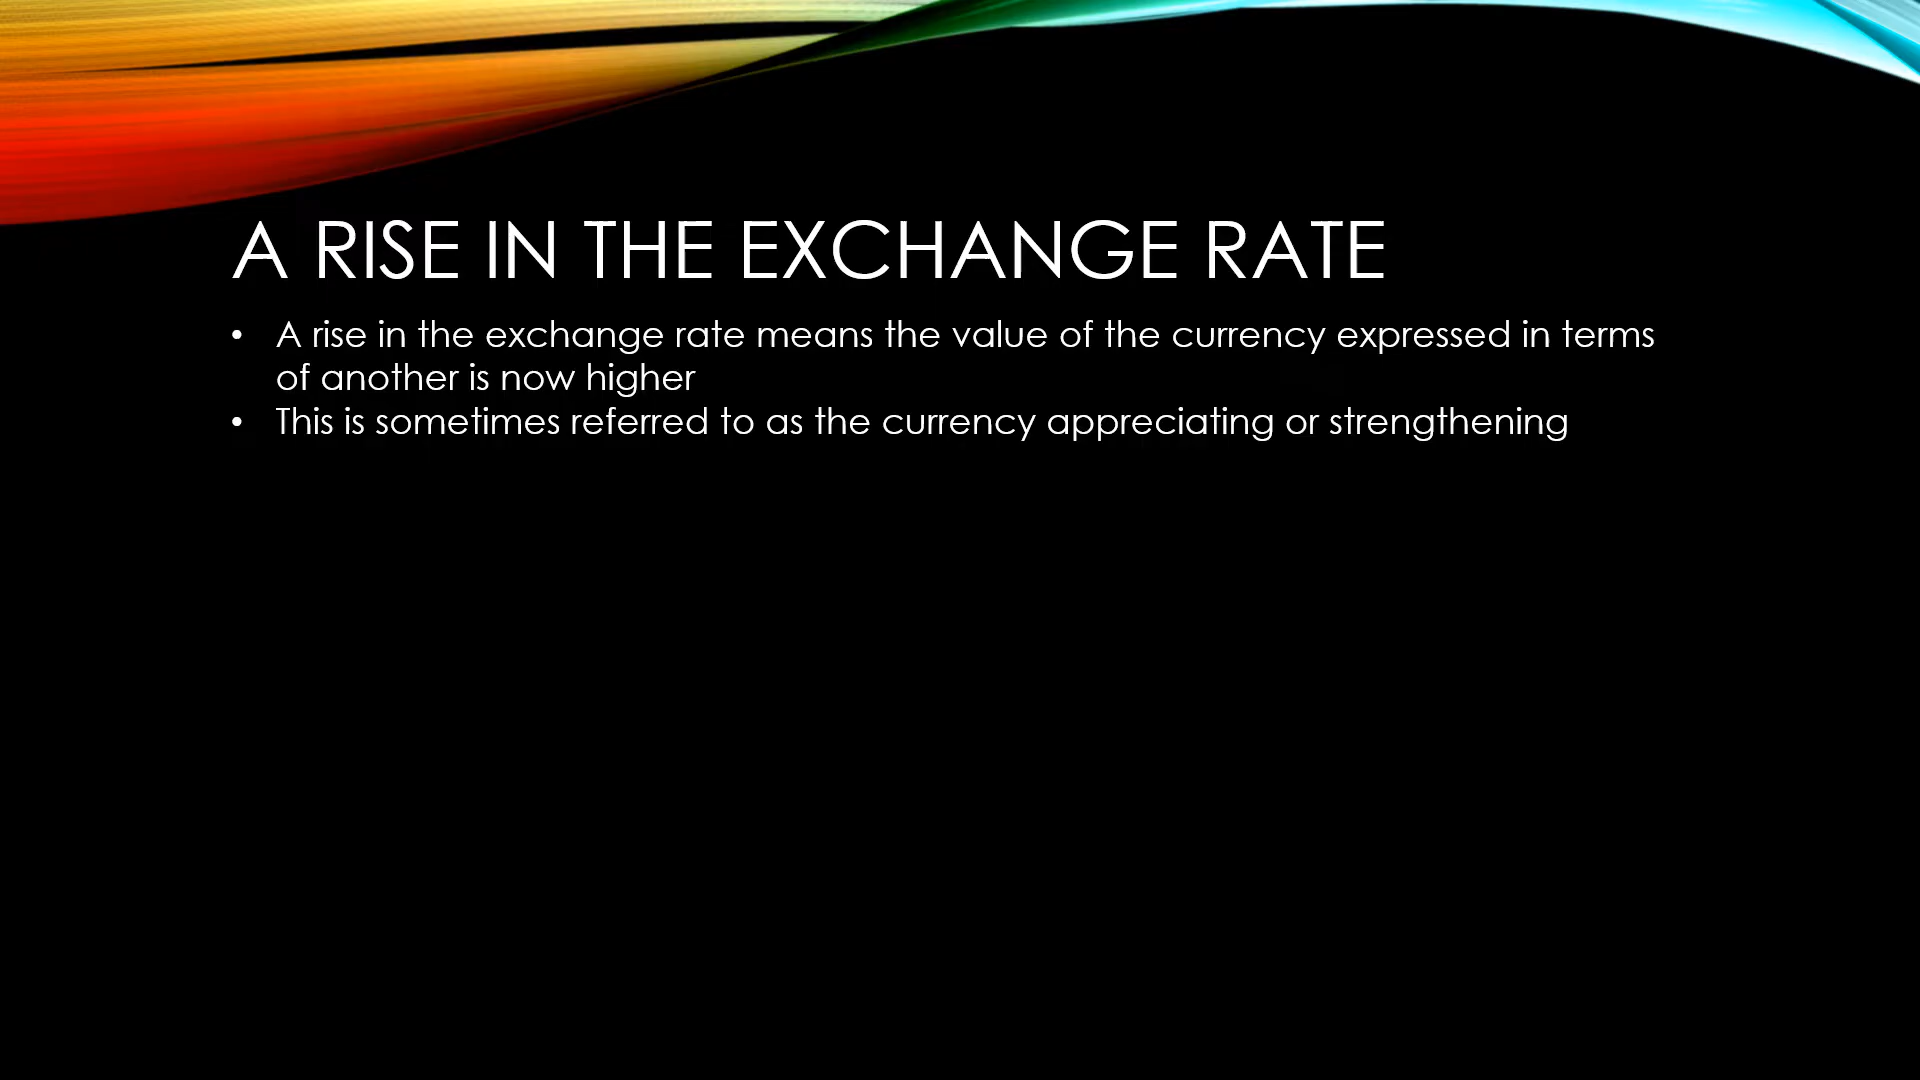 A RISE IN THE EXCHANGE RATE
• A rise in the exchange rate means the value of the currency expressed in terms
of another is now higher
• This is sometimes referred to as the currency appreciating or strengthening